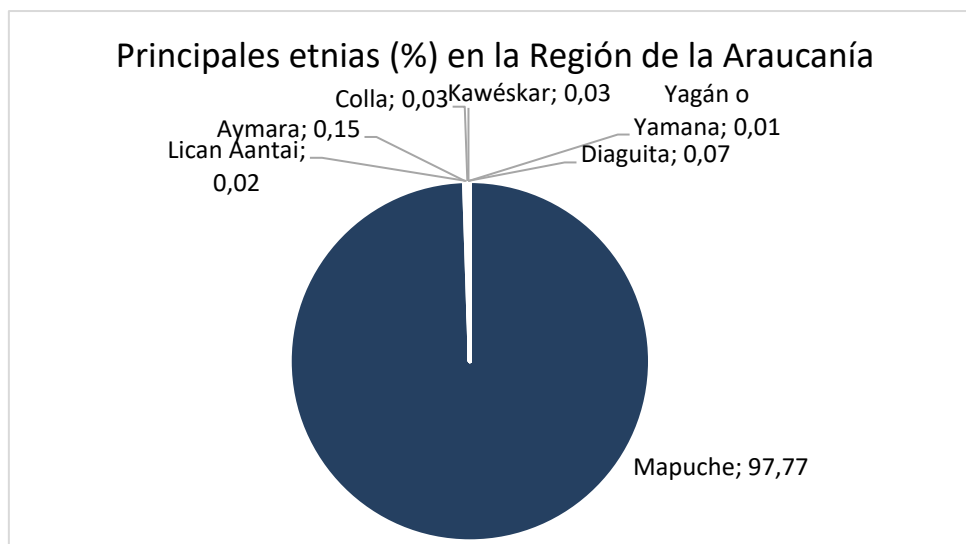 Principales etnias (%) en la Región de la Araucanía
Colla; 0,03
Kawéskar; 0,03
Yagán o
Yamana; 0,01
Aymara; 0,15
Lican Aantai;
0,02
Diaguita; 0,07
Mapuche; 97,77